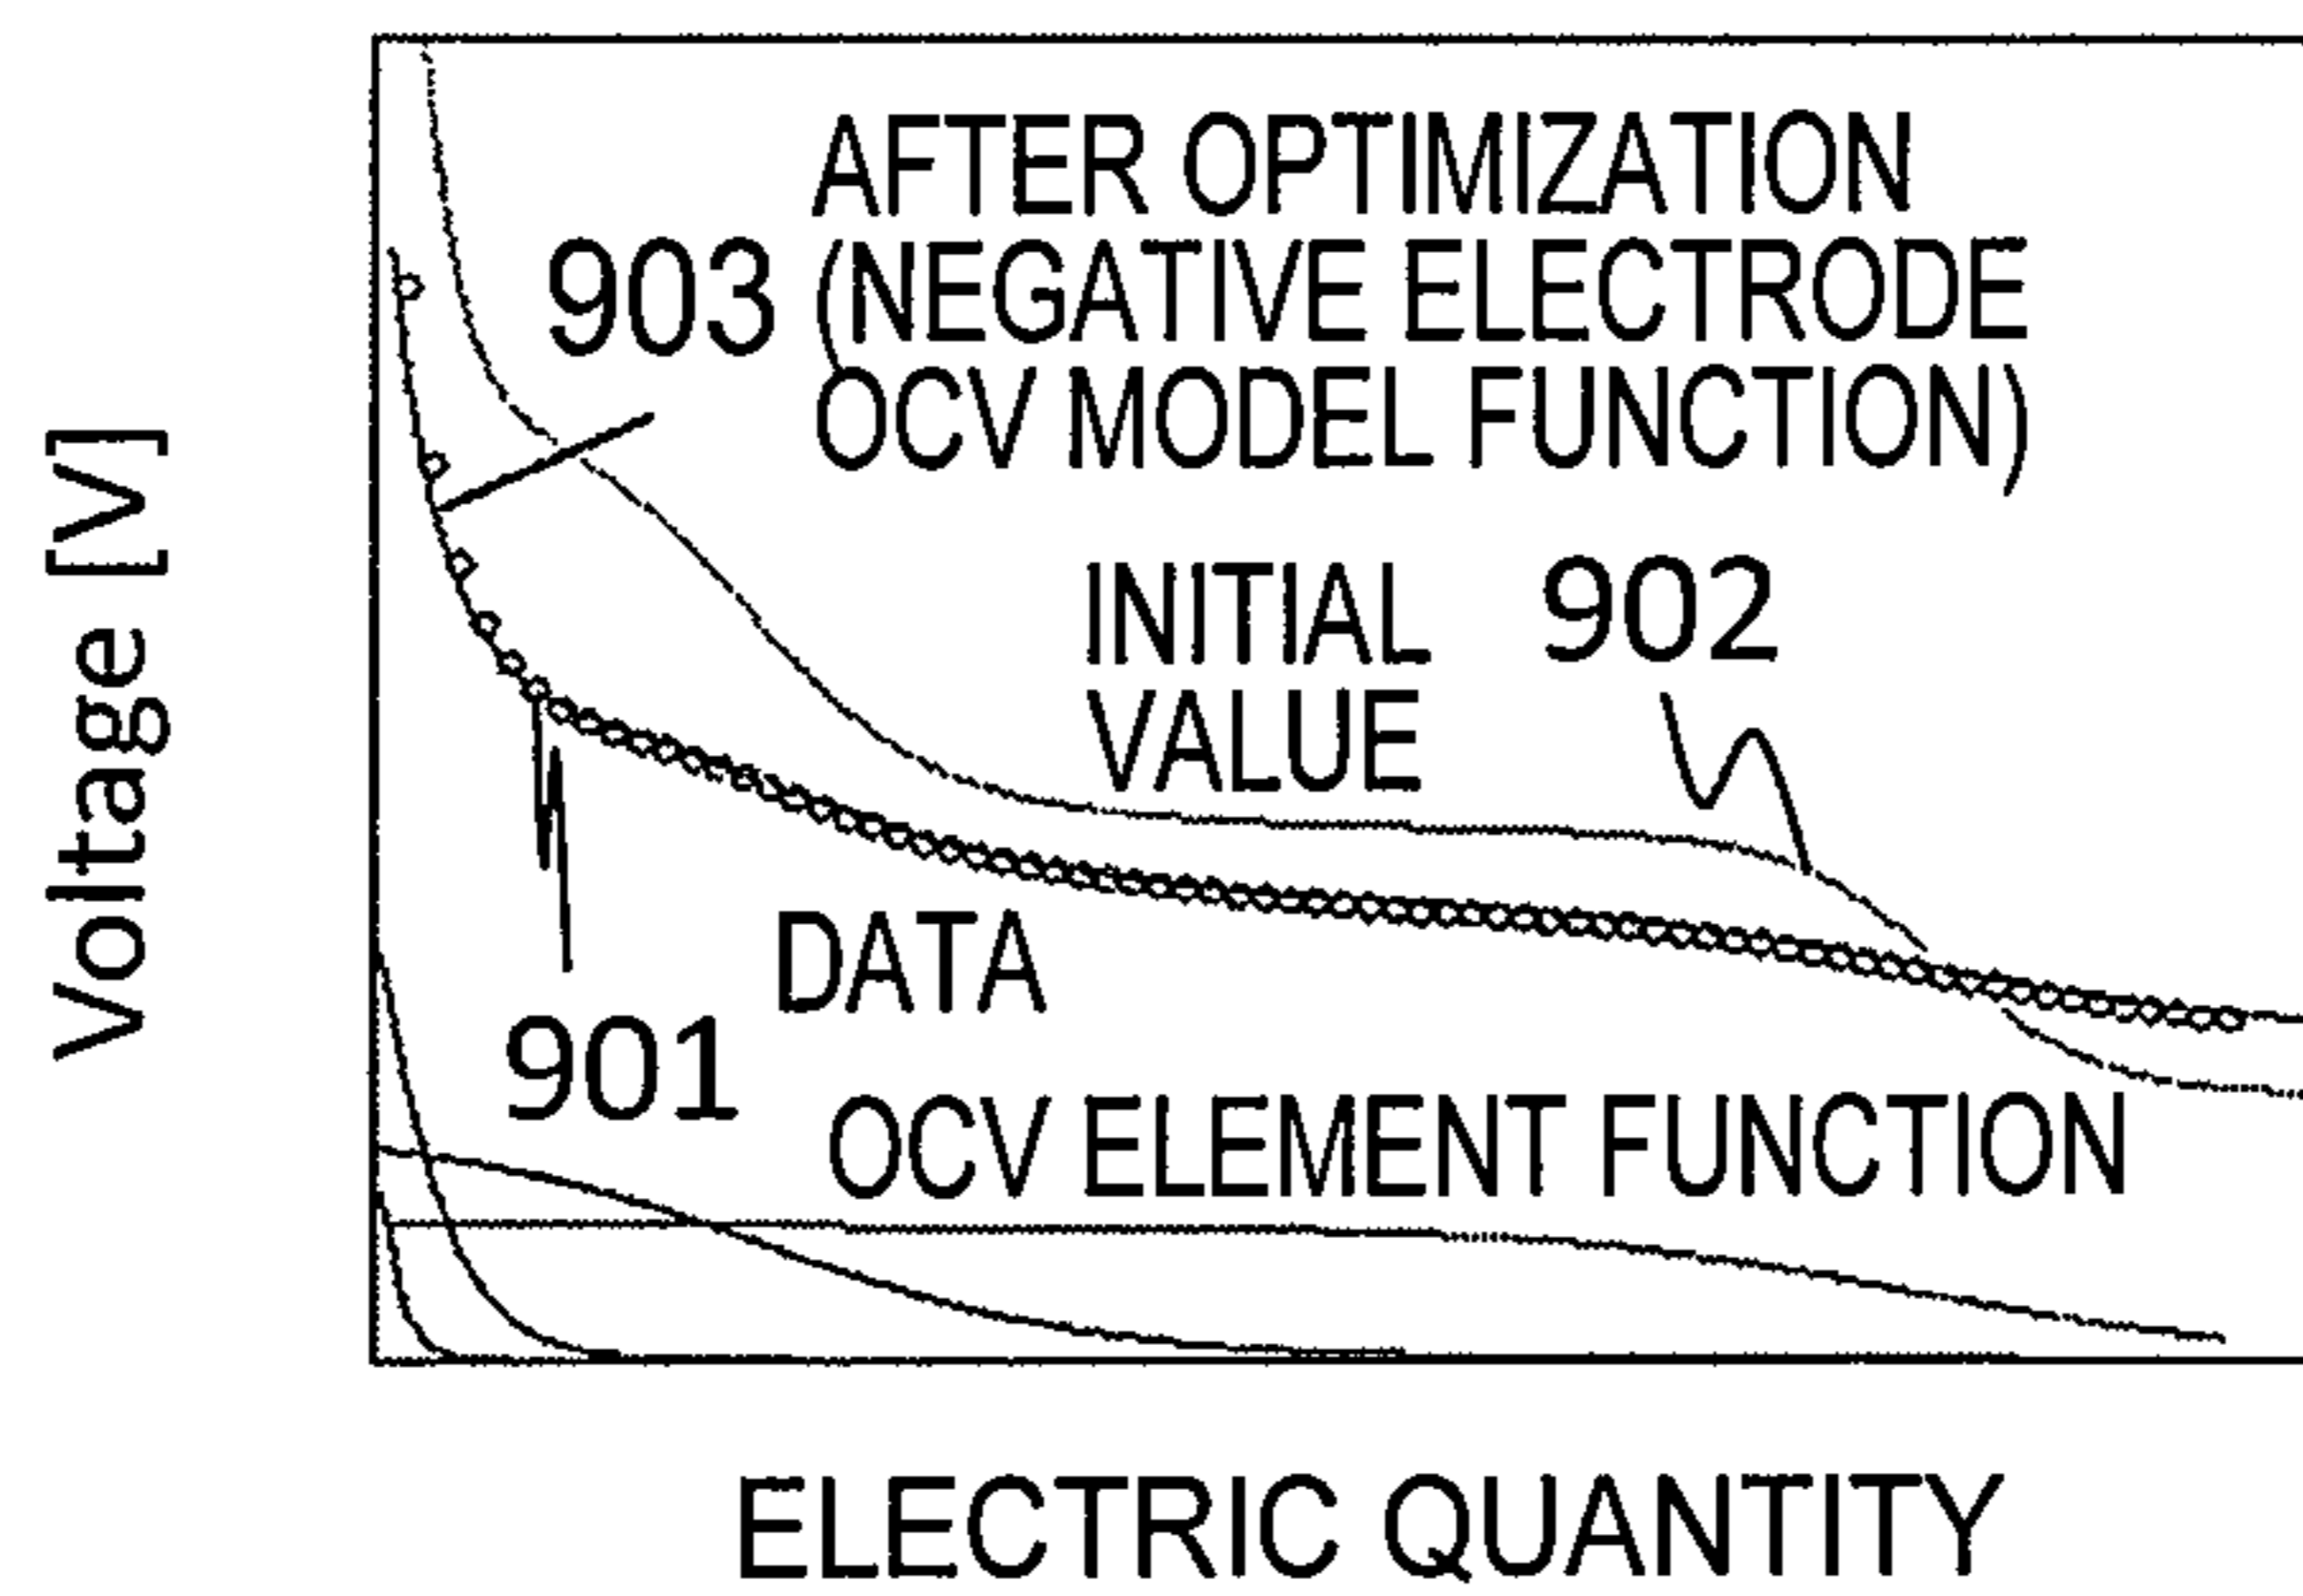 AFTER OPTIMIZATION
903 (NEGATIVE ELECTRODE
OCV MODEL FUNCTION)
INITIAL 902
VALUE
Voltage [V]
DATA
901
OCV ELEMENT FUNCTION
ELECTRIC QUANTITY